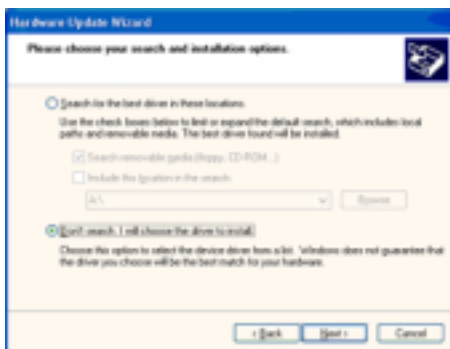 Hardware Update Wizard
Please choose your search and installation options.
Search for the best driver in these locations.
Use the check boxes below to limit or expand the default search, which includes local
paths and removable media. The best driver found will be installed.
Search removable media (floppy, CD-ROM...)
Include this location in the search:
A:\
Browse
Don't search. I will choose the driver to install.
Choose this option to select the device driver from a list. Windows does not guarantee that
the driver you choose will be the best match for your hardware.
< Back
Next >
Cancel